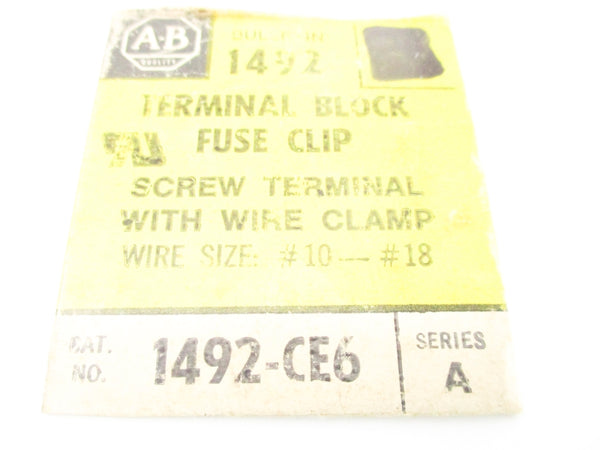 A-B
QUALITY
BULLETIN
1492
TERMINAL BLOCK
FUSE CLIP
SCREW TERMINAL
WITH WIRE CLAMP
WIRE SIZE: #10 -- #18
CAT.
NO.
1492-CE6
SERIES
A